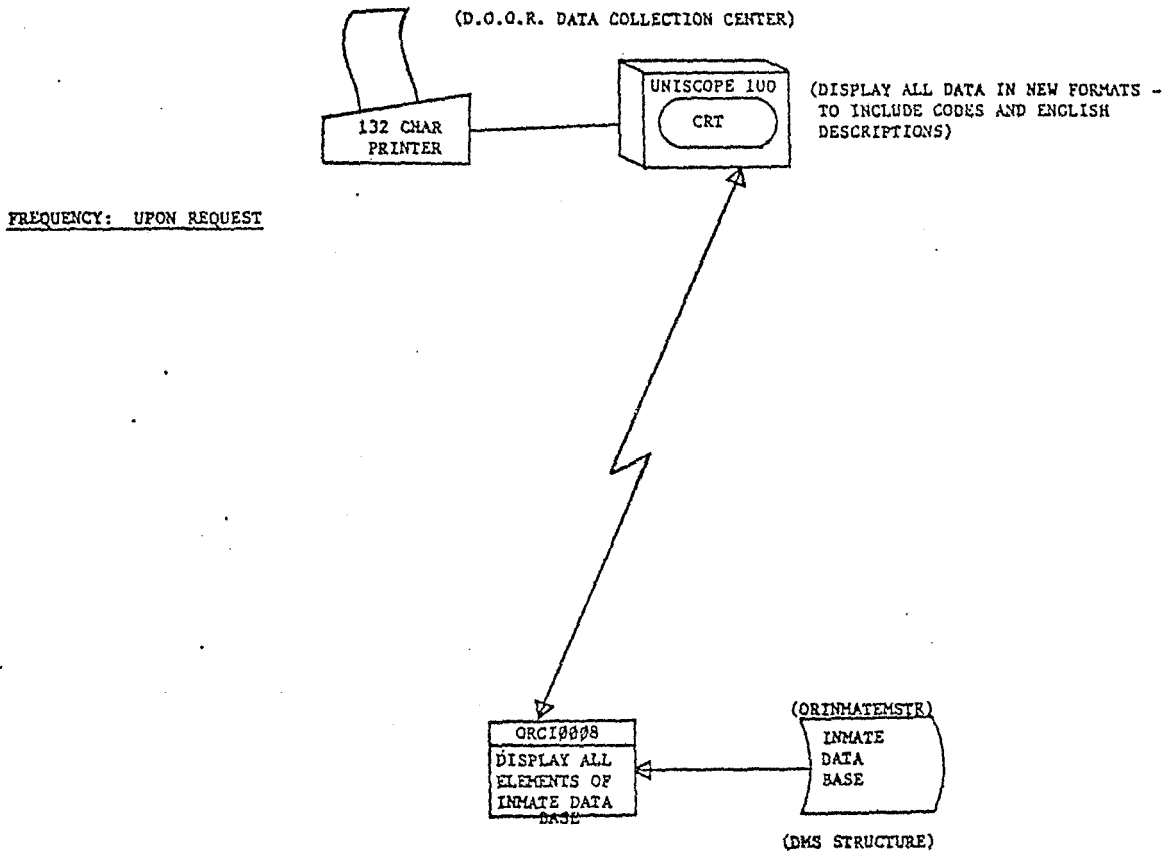 (D.O.O.R. DATA COLLECTION CENTER)
UNISCOPE 100
CRT
(DISPLAY ALL DATA IN NEW FORMATS -
TO INCLUDE CODES AND ENGLISH
DESCRIPTIONS)
132 CHAR
PRINTER
FREQUENCY: UPON REQUEST
ORCI0008
DISPLAY ALL
ELEMENTS OF
INMATE DATA
BASE
(ORINMATEMSTR)
INMATE
DATA
BASE
(DMS STRUCTURE)